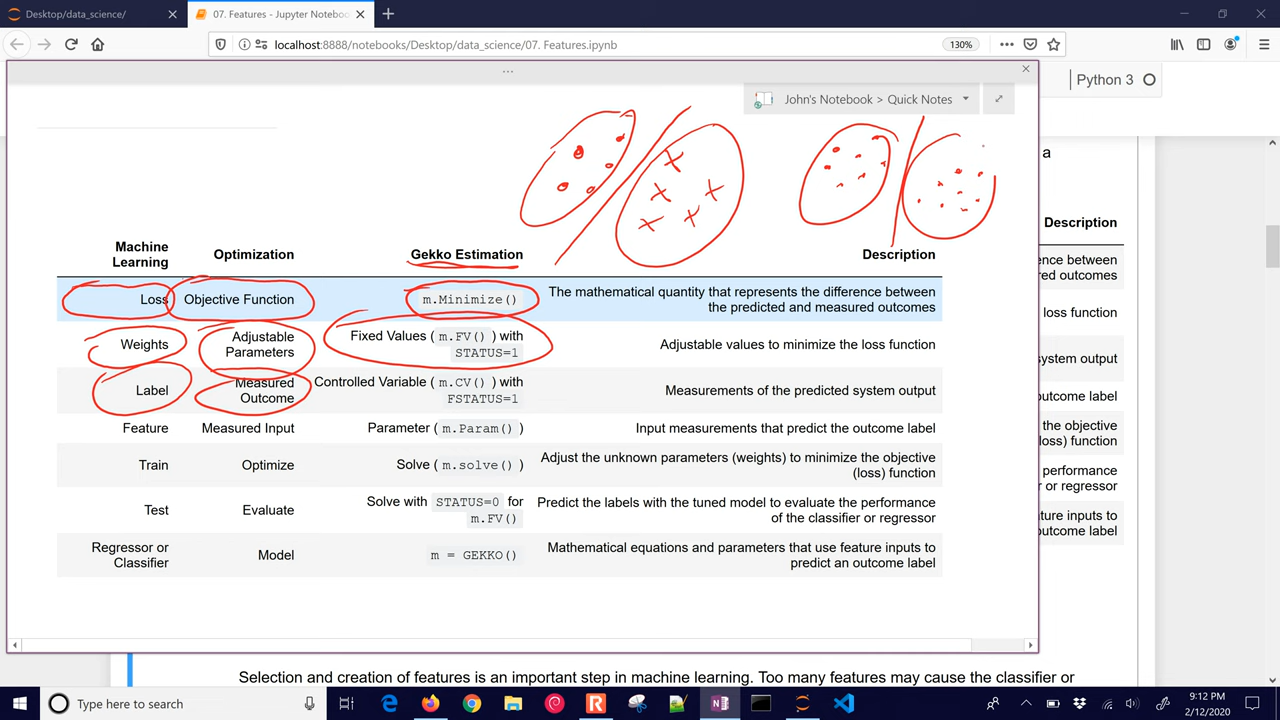 Desktop/data_science/
07. Features - Jupyter Notebook
localhost:8888/notebooks/Desktop/data_science/07. Features.ipynb
130%
Python 3
John's Notebook > Quick Notes
a
Machine Learning
Optimization
Gekko Estimation
Description
Description
Loss
Objective Function
m.Minimize()
The mathematical quantity that represents the difference between
the predicted and measured outcomes
ence between
red outcomes
Weights
Adjustable
Parameters
Fixed Values ( m.FV() ) with
STATUS=1
Adjustable values to minimize the loss function
loss function
Label
Measured
Outcome
Controlled Variable ( m.CV() ) with
FSTATUS=1
Measurements of the predicted system output
system output
Feature
Measured Input
Parameter ( m.Param() )
Input measurements that predict the outcome label
outcome label
Train
Optimize
Solve ( m.solve() )
Adjust the unknown parameters (weights) to minimize the objective
(loss) function
the objective
(loss) function
Test
Evaluate
Solve with STATUS=0 for
m.FV()
Predict the labels with the tuned model to evaluate the performance
of the classifier or regressor
performance
r or regressor
Regressor or
Classifier
Model
m = GEKKO()
Mathematical equations and parameters that use feature inputs to
predict an outcome label
ture inputs to
outcome label
Selection and creation of features is an important step in machine learning. Too many features may cause the classifier or
Type here to search
9:12 PM
2/12/2020